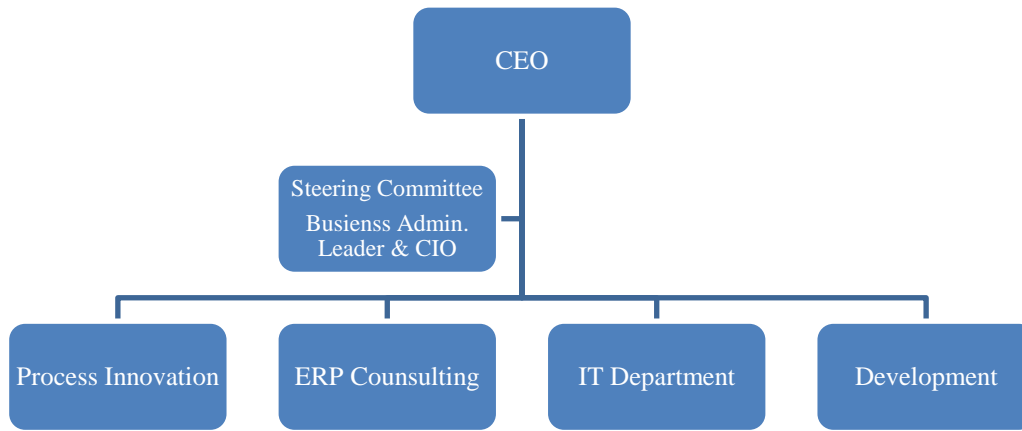 CEO
Steering Committee
Busienss Admin.
Leader & CIO
Process Innovation
ERP Counsulting
IT Department
Development